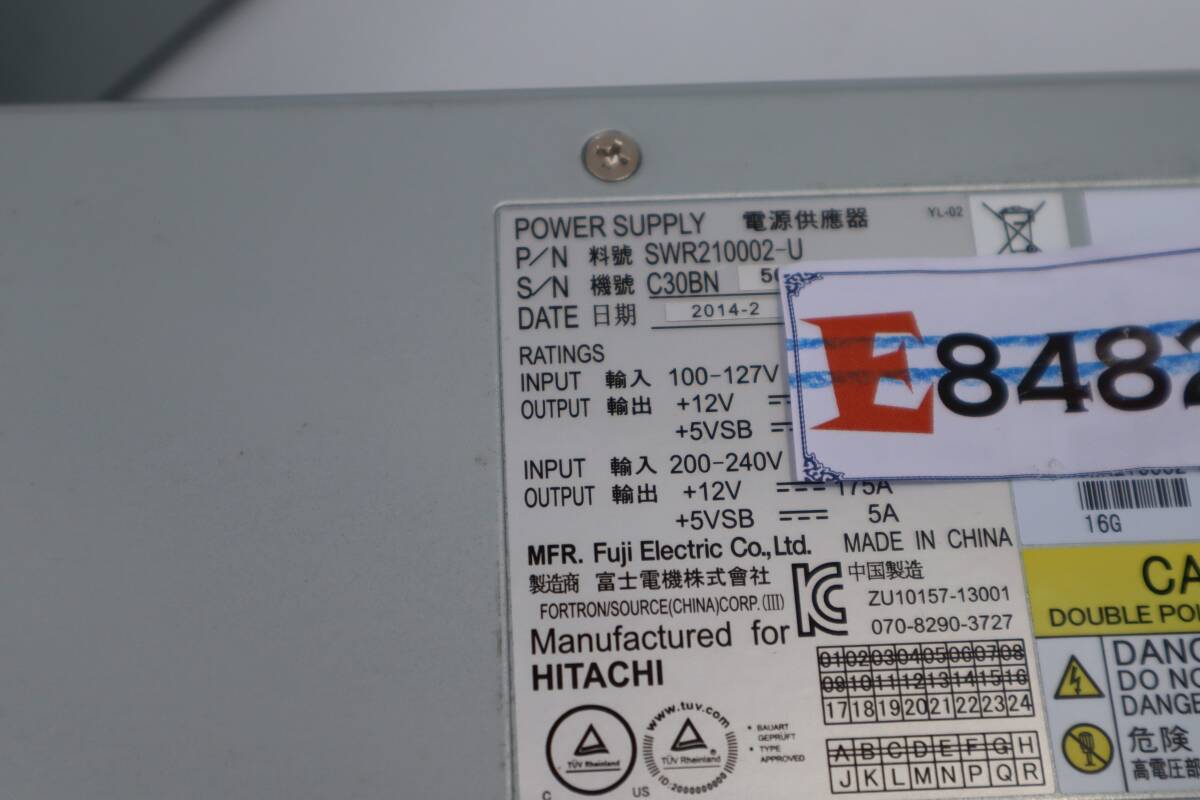 POWER SUPPLY 電源供應器 YL-02
P/N 料號 SWR210002-U
S/N 機號 C30BN
DATE 日期 2014-2
E848
RATINGS
INPUT 輸入 100-127V
OUTPUT 輸出 +12V
+5VSB
INPUT 輸入 200-240V
OUTPUT 輸出 +12V 175A
+5VSB 5A
16G
MFR. Fuji Electric Co.,Ltd. MADE IN CHINA
製造商 富士電機株式會社 中国製造
FORTRON/SOURCE(CHINA)CORP.(III) ZU10157-13001
070-8290-3727
Manufactured for
HITACHI
01 02 03 04 05 06 07 08
09 10 11 12 13 14 15 16
17 18 19 20 21 22 23 24
A B C D E F G H
J K L M N P Q R
TÜV Rheinland
C US
www.tuv.com
TÜV Rheinland
ID:2000000000
• BAUART
GEPRÜFT
• TYPE
APPROVED
DOUBLE
DO
危険
高電圧部